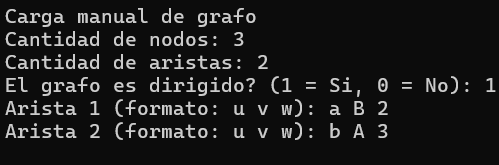 Carga manual de grafo
Cantidad de nodos: 3
Cantidad de aristas: 2
El grafo es dirigido? (1 = Si, 0 = No): 1
Arista 1 (formato: u v w): a B 2
Arista 2 (formato: u v w): b A 3